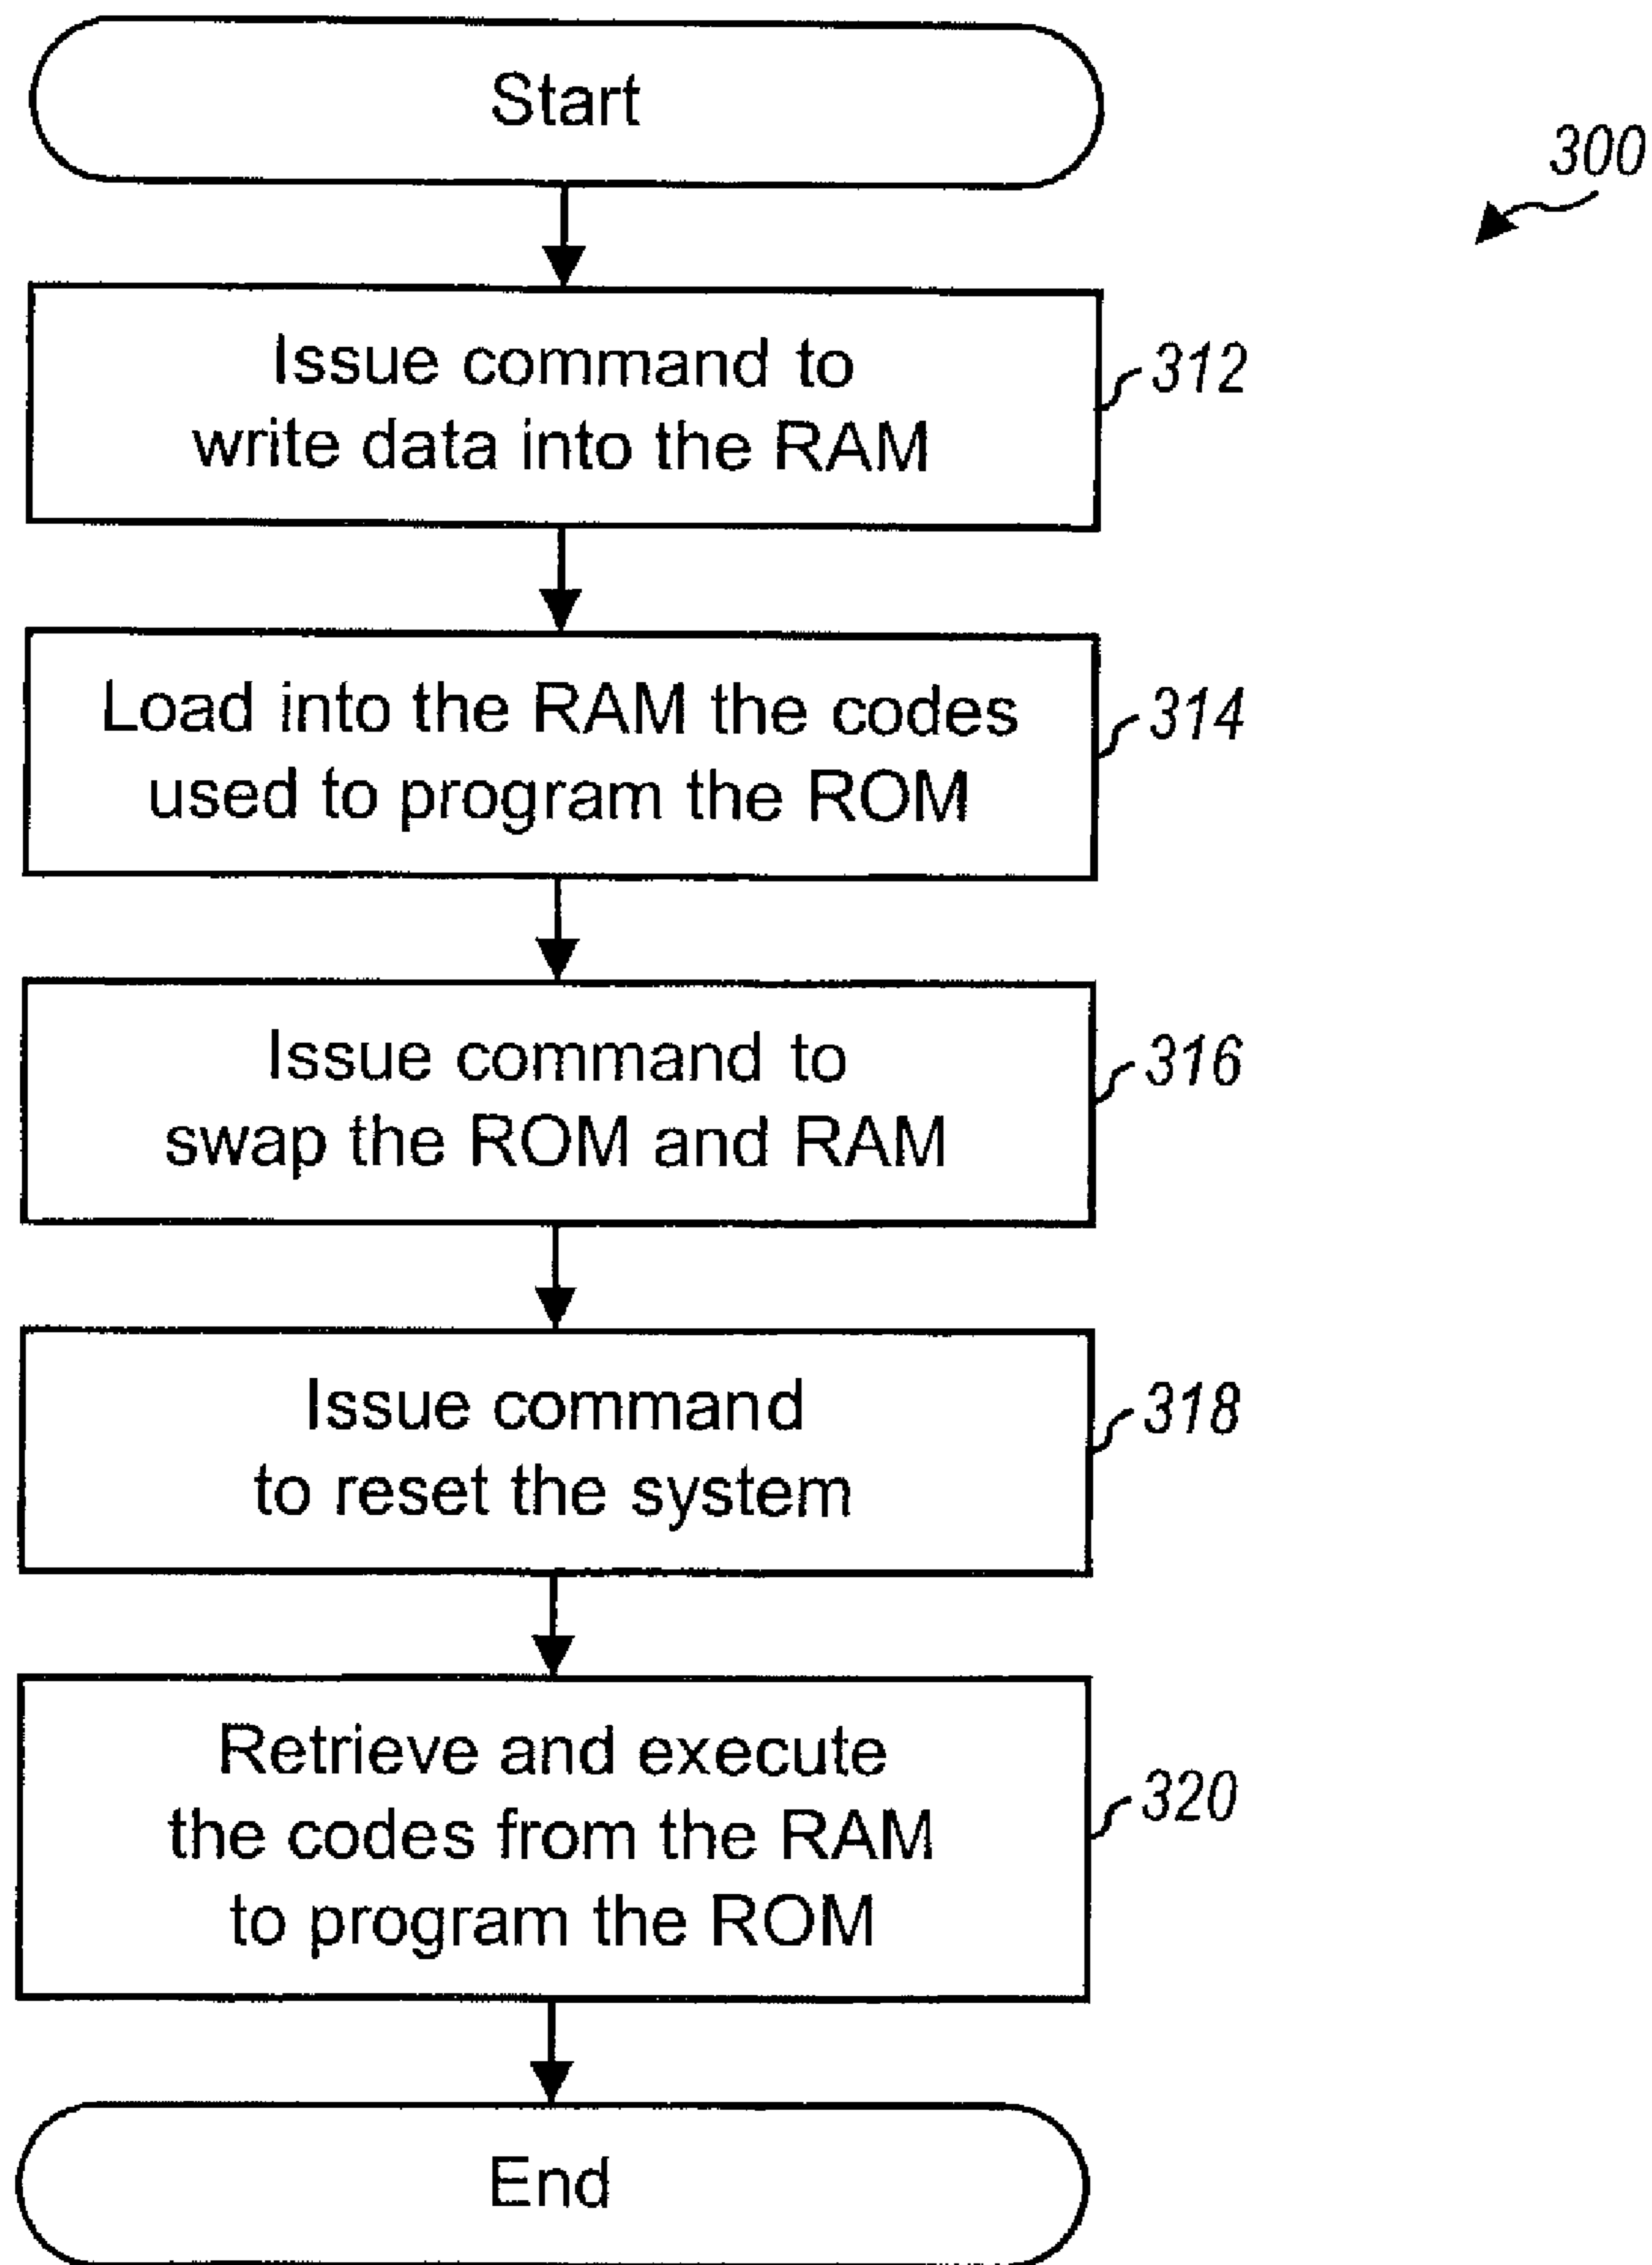 Start
300
Issue command to
write data into the RAM
312
Load into the RAM the codes
used to program the ROM
314
Issue command to
swap the ROM and RAM
316
Issue command
to reset the system
318
Retrieve and execute
the codes from the RAM
to program the ROM
320
End